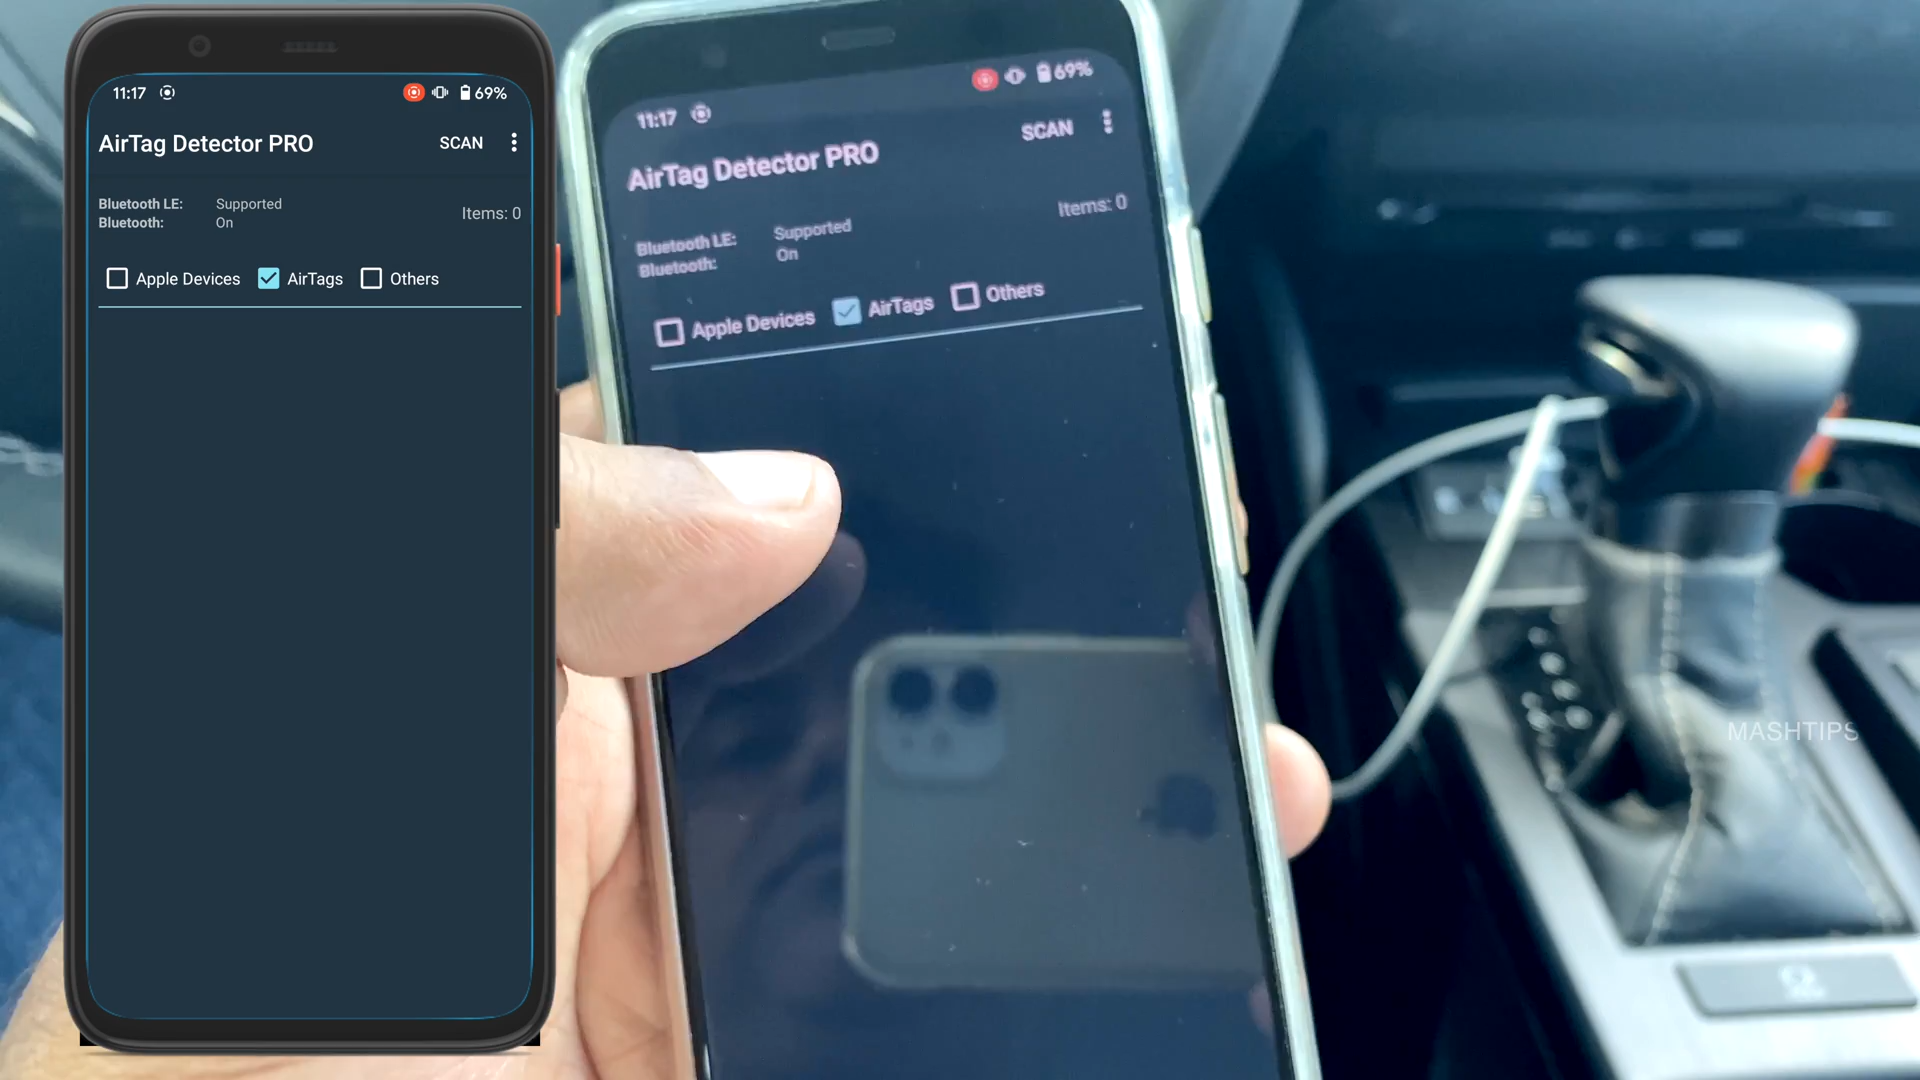 11:17 69%
AirTag Detector PRO SCAN
Bluetooth LE: Supported
Bluetooth: On
Items: 0
Apple Devices AirTags Others
11:17 69%
AirTag Detector PRO SCAN
Bluetooth LE: Supported
Bluetooth: On
Items: 0
Apple Devices AirTags Others
MASHTIPS